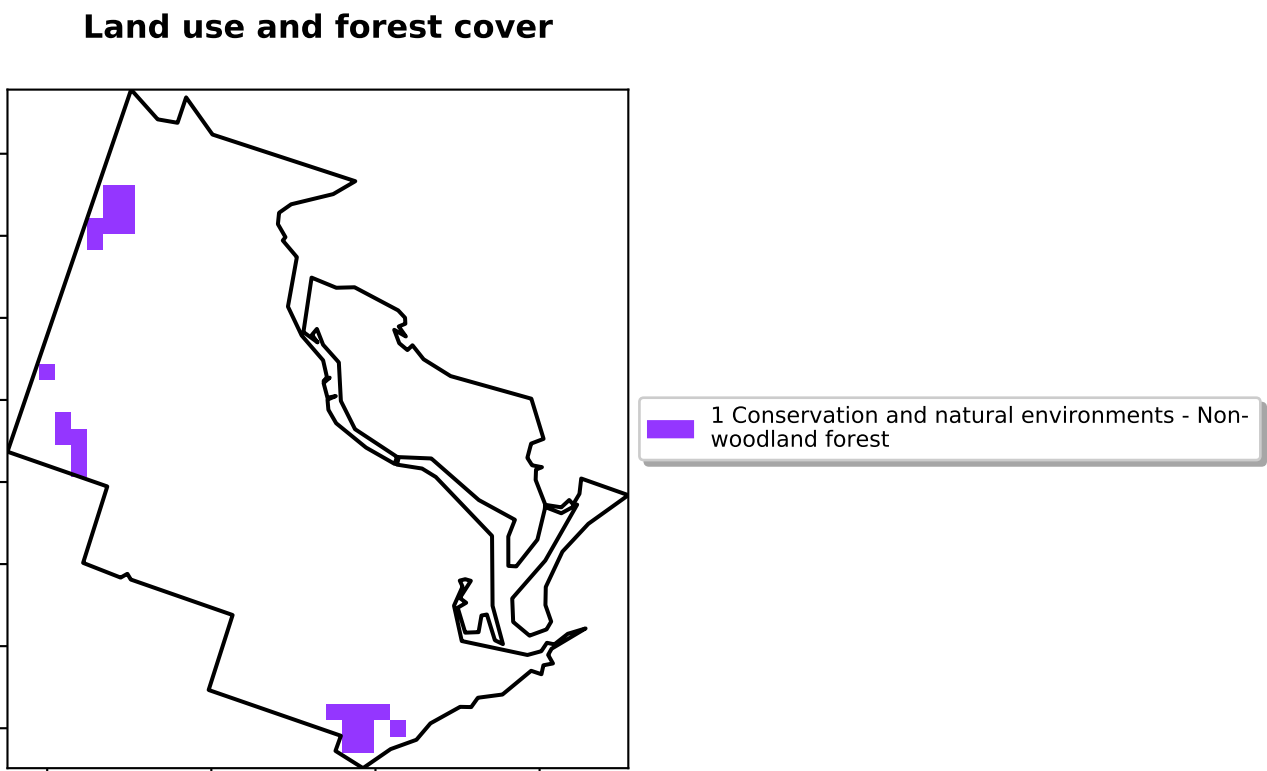 Land use and forest cover
1 Conservation and natural environments - Non-
woodland forest